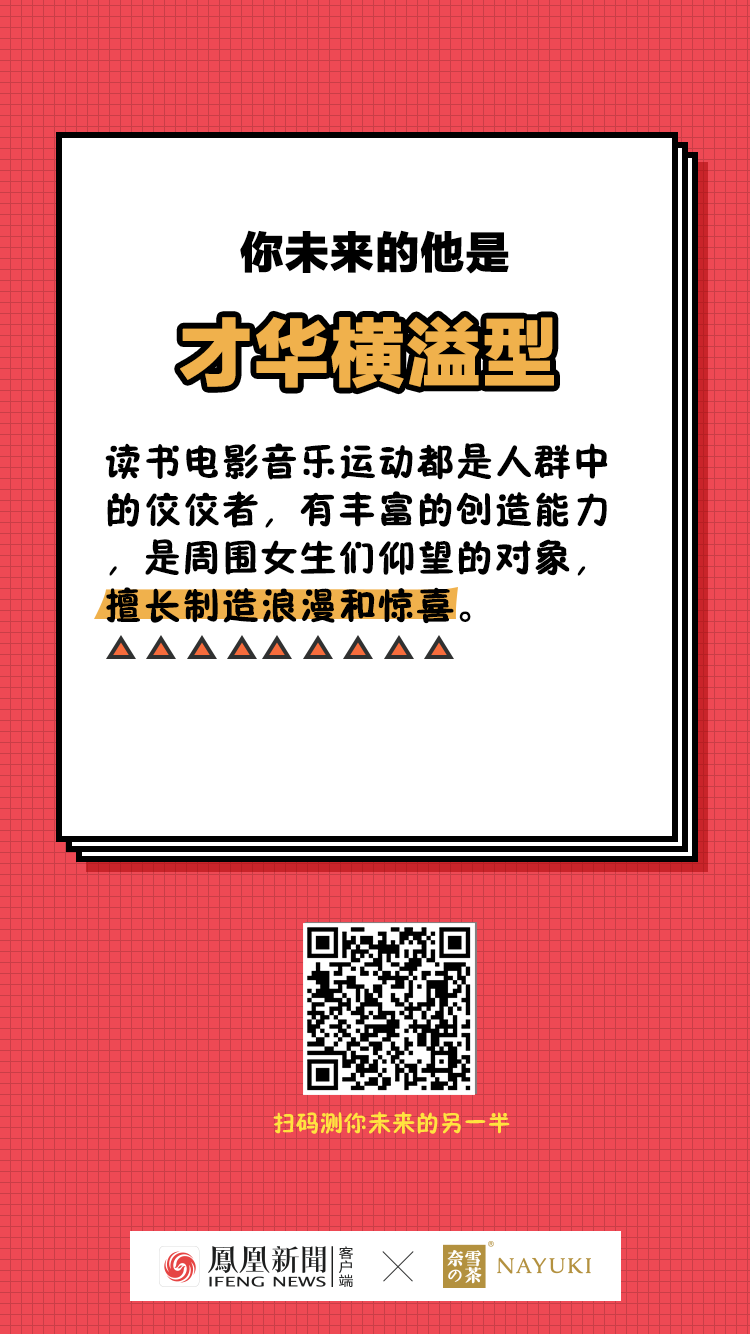 你未来的他是
才华横溢型
读书电影音乐运动都是人群中
的佼佼者，有丰富的创造能力
，是周围女生们仰望的对象，
擅长制造浪漫和惊喜。
扫码测你未来的另一半
鳳凰新聞 客户端
IFENG NEWS
奈雪の茶® NAYUKI